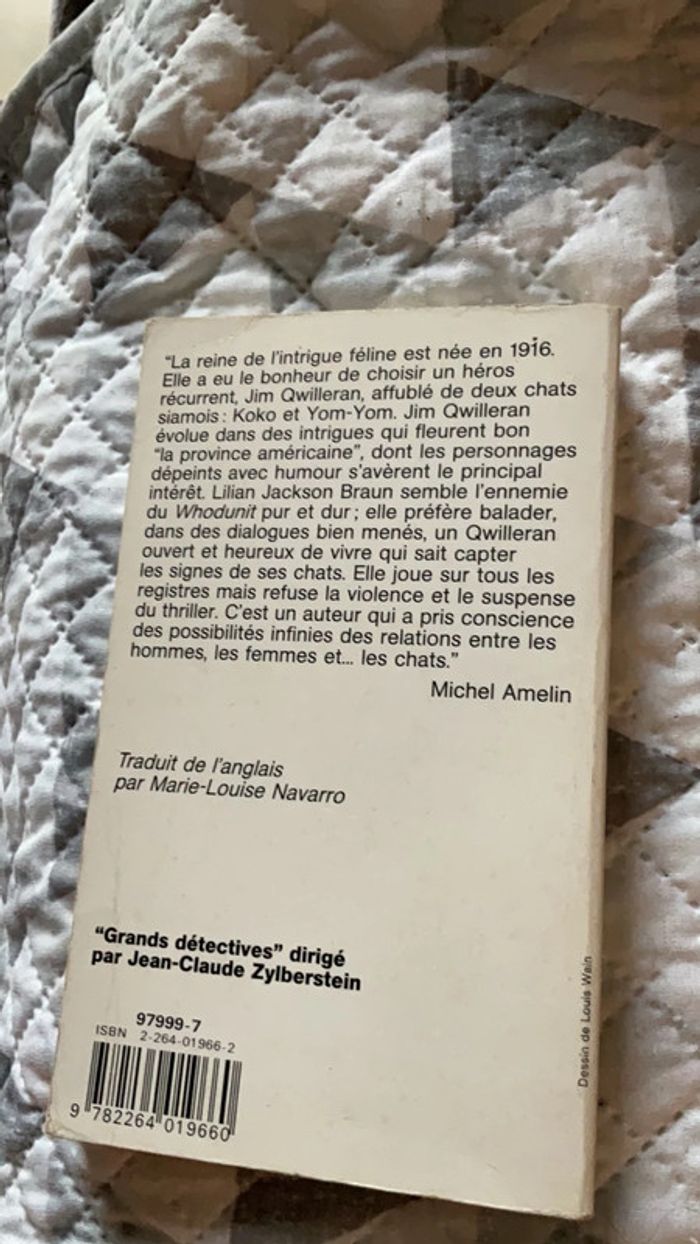 "La reine de l'intrigue féline est née en 1916.
Elle a eu le bonheur de choisir un héros
récurrent, Jim Qwilleran, affublé de deux chats
siamois : Koko et Yom-Yom. Jim Qwilleran
évolue dans des intrigues qui fleurent bon
"la province américaine", dont les personnages
dépeints avec humour s'avèrent le principal
intérêt. Lilian Jackson Braun semble l'ennemie
du Whodunit pur et dur ; elle préfère balader,
dans des dialogues bien menés, un Qwilleran
ouvert et heureux de vivre qui sait capter
les signes de ses chats. Elle joue sur tous les
registres mais refuse la violence et le suspense
du thriller. C'est un auteur qui a pris conscience
des possibilités infinies des relations entre les
hommes, les femmes et... les chats."
Michel Amelin
Traduit de l'anglais
par Marie-Louise Navarro
"Grands détectives" dirigé
par Jean-Claude Zylberstein
97999-7
ISBN 2-264-01966-2
9 782264 019660
Dessin de Louis Wain